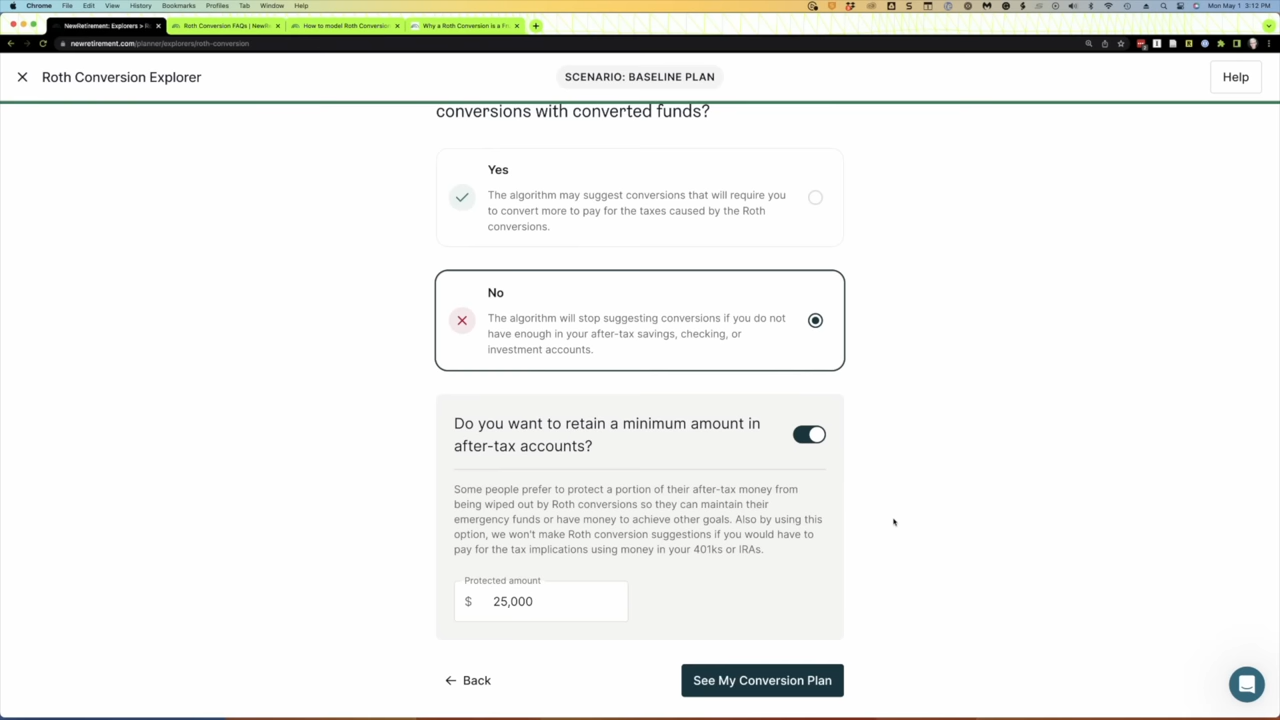 Chrome File Edit View History Bookmarks Profiles Tab Window Help
Mon May 1 3:12 PM
NewRetirement: Explorers > R
Roth Conversion FAQs | NewR
How to model Roth Conversion
Why a Roth Conversion is a Fr
newretirement.com/planner/explorers/roth-conversion
Roth Conversion Explorer
SCENARIO: BASELINE PLAN
Help
conversions with converted funds?
Yes
The algorithm may suggest conversions that will require you
to convert more to pay for the taxes caused by the Roth
conversions.
No
The algorithm will stop suggesting conversions if you do not
have enough in your after-tax savings, checking, or
investment accounts.
Do you want to retain a minimum amount in
after-tax accounts?
Some people prefer to protect a portion of their after-tax money from
being wiped out by Roth conversions so they can maintain their
emergency funds or have money to achieve other goals. Also by using this
option, we won't make Roth conversion suggestions if you would have to
pay for the tax implications using money in your 401ks or IRAs.
Protected amount
$ 25,000
← Back
See My Conversion Plan